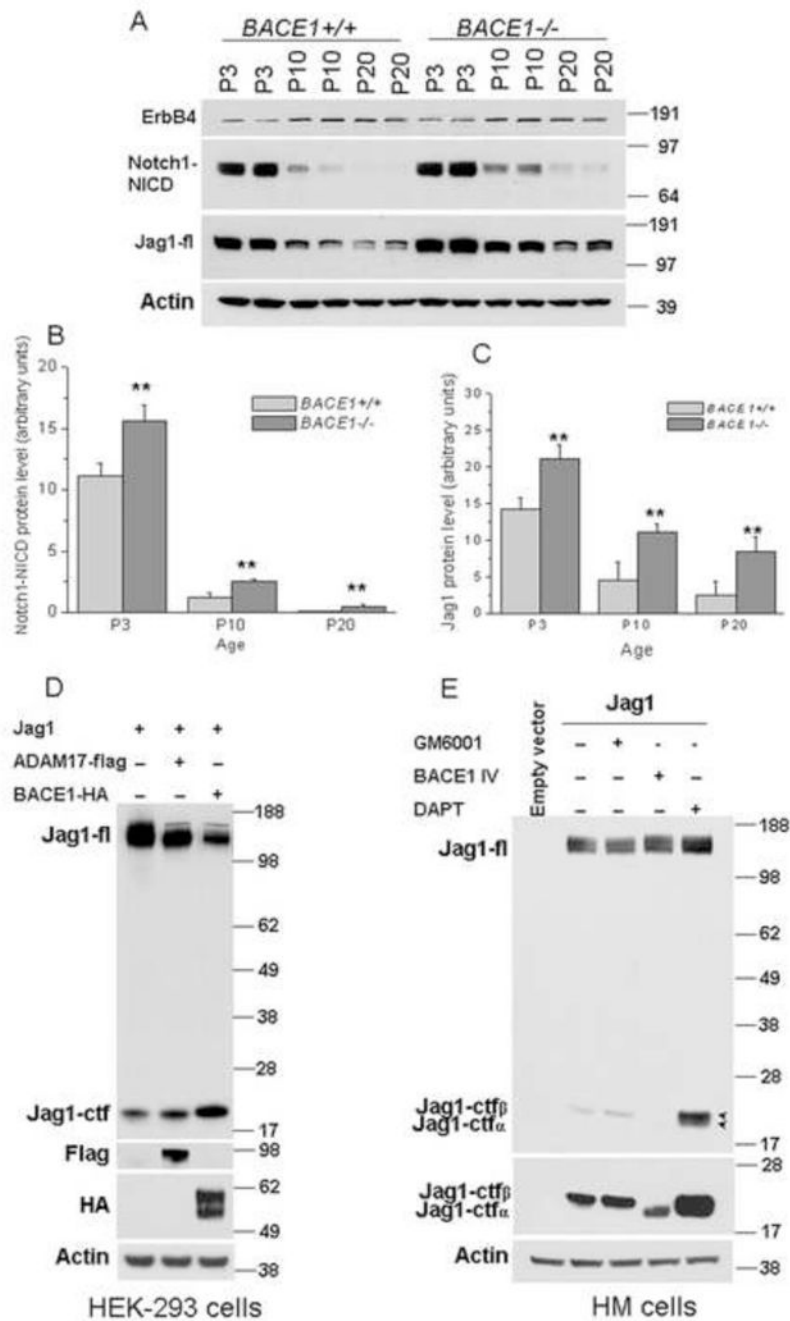 A
BACE1+/+ BACE1-/-
P3 P3 P10 P10 P20 P20 P3 P3 P10 P10 P20 P20
ErbB4 191
97
Notch1-
NICD
64
191
Jag1-fl
97
Actin 39
B
Notch1-NICD protein level (arbitrary units)
20
15
10
5
0
** ** **
BACE1+/+
BACE1-/-
P3 P10 P20
Age
C
Jag1 protein level (arbitrary units)
30
25
20
15
10
5
0
** ** **
BACE1+/+
BACE1-/-
P3 P10 P20
Age
D
Jag1 + + +
ADAM17-flag - + -
BACE1-HA - - +
188
Jag1-fl
98
62
49
38
28
Jag1-ctf
17
Flag 98
62
HA
49
Actin
38
HEK-293 cells
E
Empty vector
Jag1
GM6001 - + - -
BACE1 IV - - + -
DAPT - - - +
188
Jag1-fl
98
62
49
38
28
Jag1-ctfβ
Jag1-ctfα
17
28
Jag1-ctfβ
Jag1-ctfα
17
Actin
38
HM cells